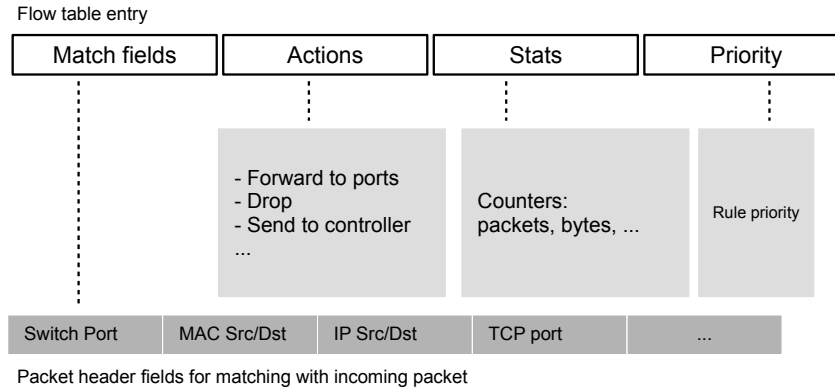 Flow table entry
Match fields
Actions
Stats
Priority
- Forward to ports
- Drop
- Send to controller
...
Counters:
packets, bytes, ...
Rule priority
Switch Port
MAC Src/Dst
IP Src/Dst
TCP port
...
Packet header fields for matching with incoming packet